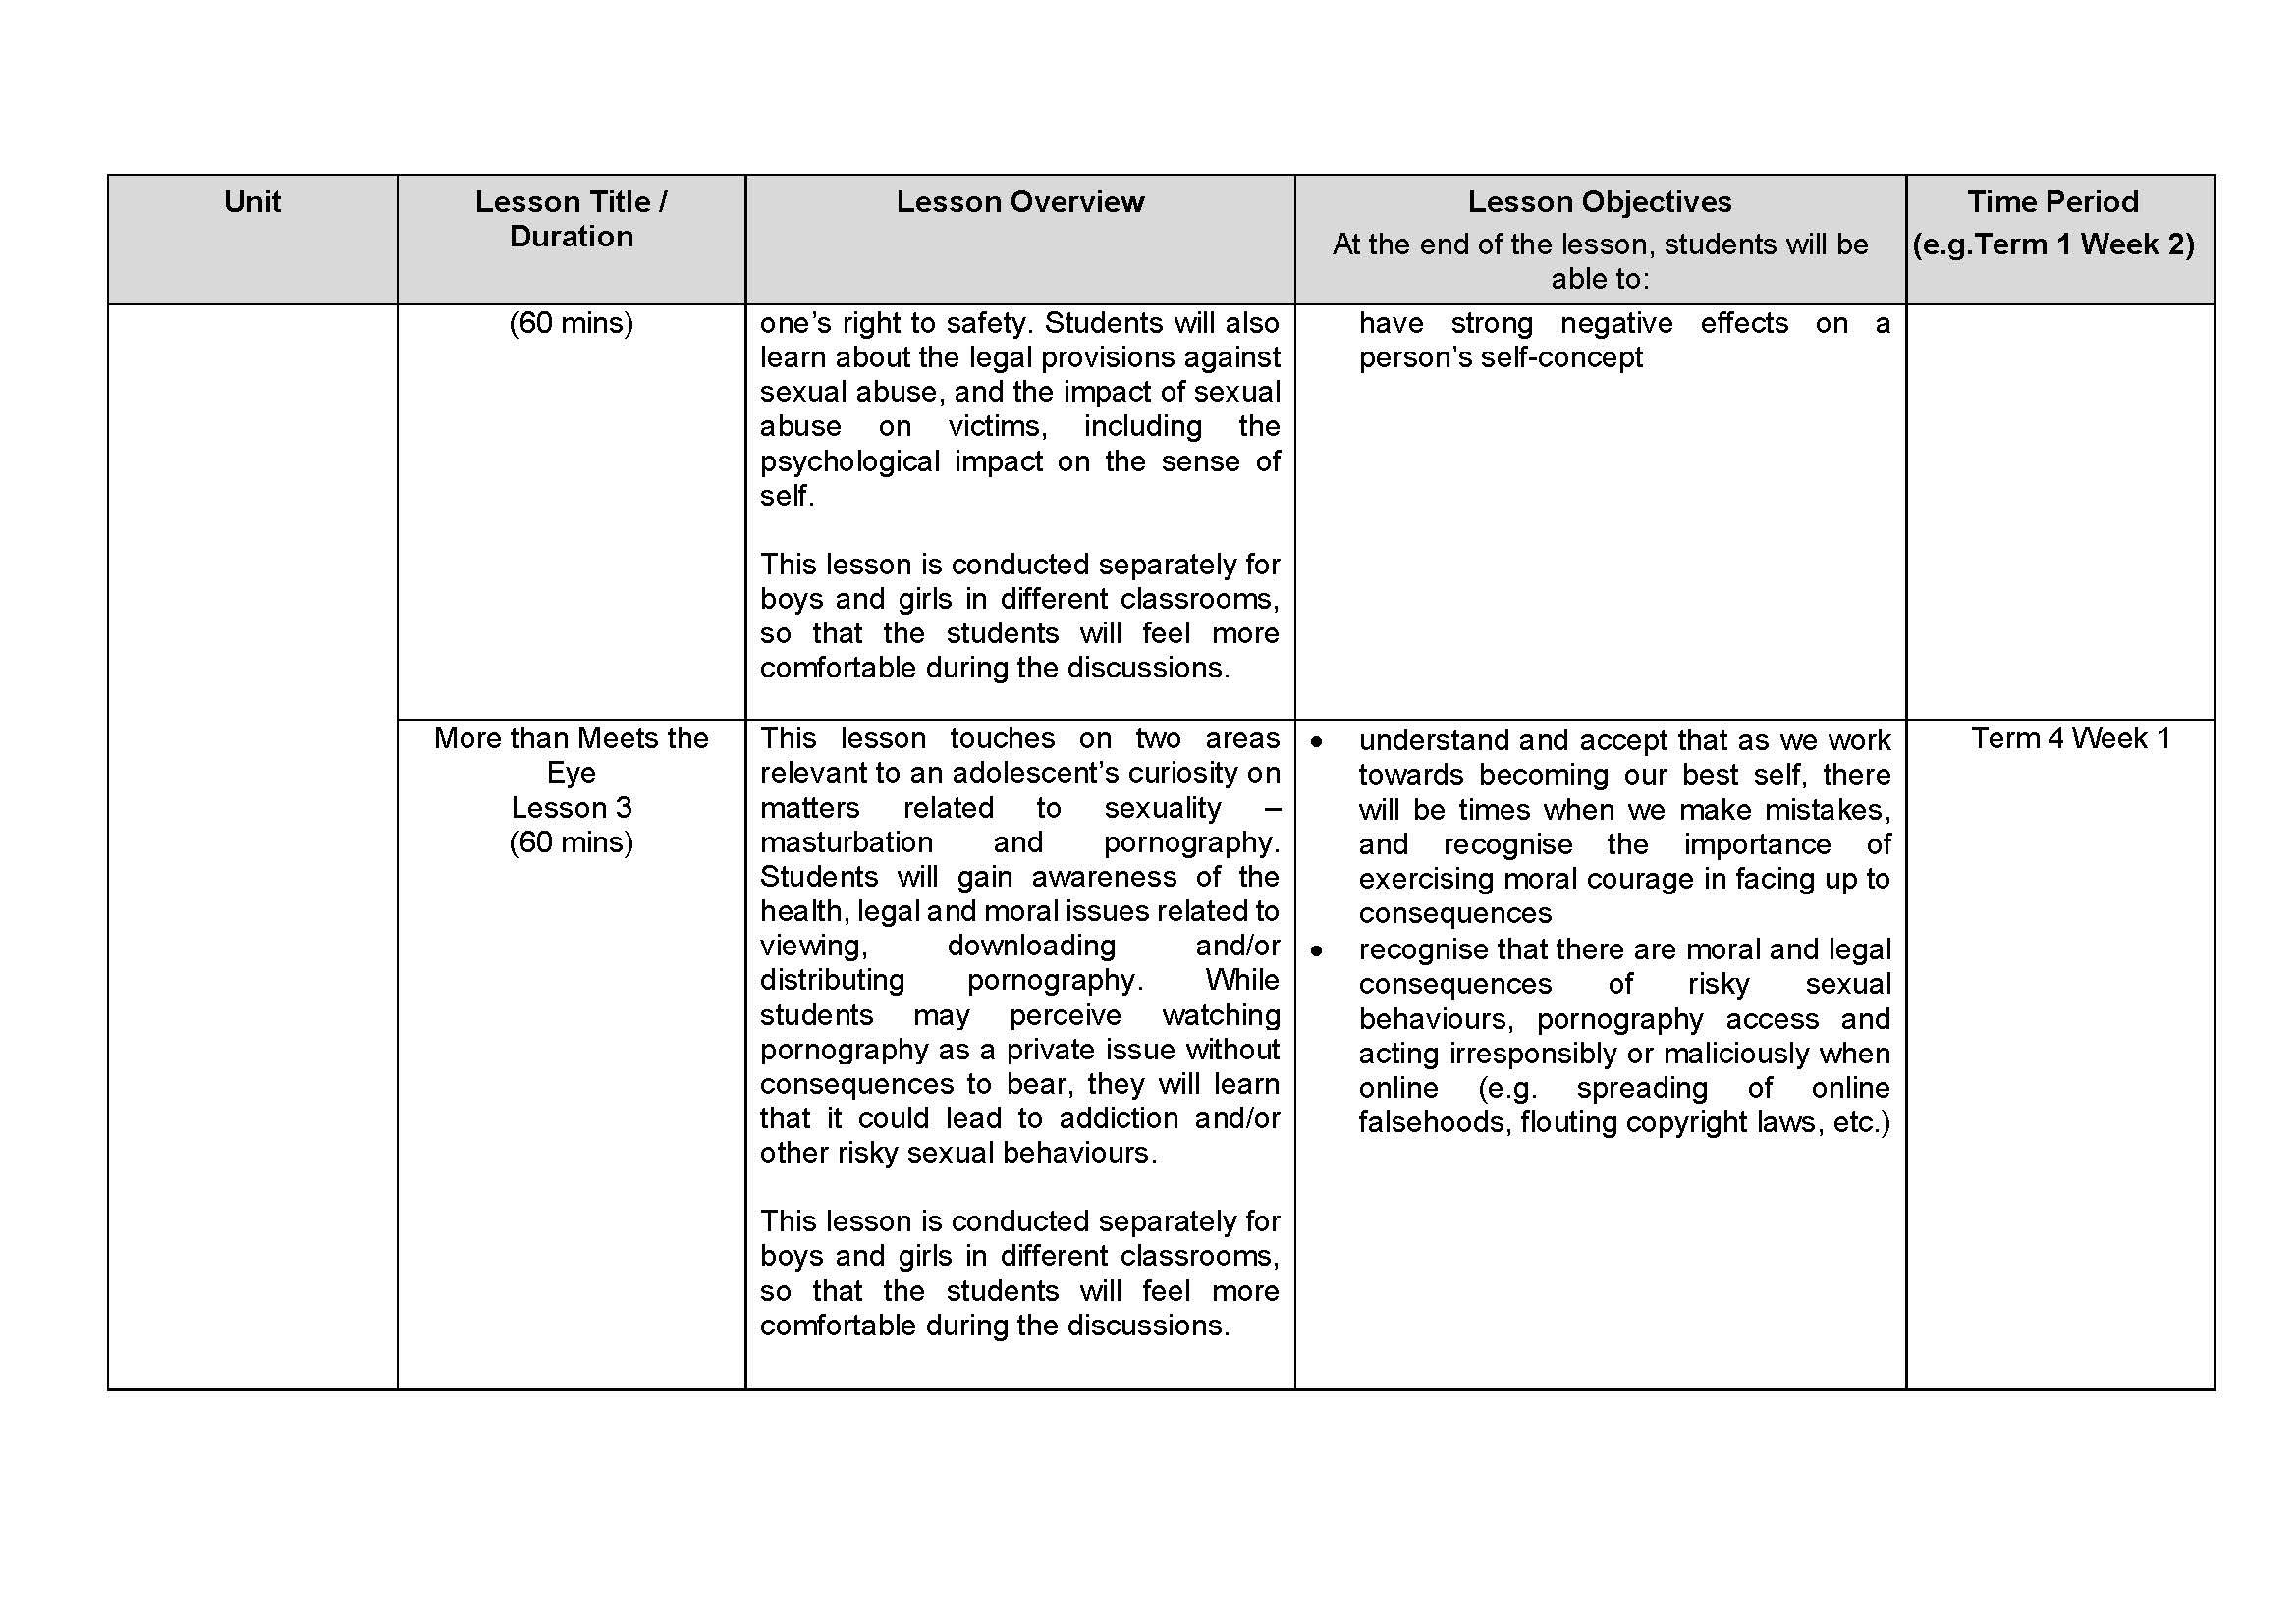 Unit
Lesson Title /
Duration
Lesson Overview
Lesson Objectives
At the end of the lesson, students will be
able to:
Time Period
(e.g.Term 1 Week 2)
(60 mins)
one’s right to safety. Students will also
learn about the legal provisions against
sexual abuse, and the impact of sexual
abuse on victims, including the
psychological impact on the sense of
self.
This lesson is conducted separately for
boys and girls in different classrooms,
so that the students will feel more
comfortable during the discussions.
have strong negative effects on a
person’s self-concept
More than Meets the
Eye
Lesson 3
(60 mins)
This lesson touches on two areas
relevant to an adolescent’s curiosity on
matters related to sexuality –
masturbation and pornography.
Students will gain awareness of the
health, legal and moral issues related to
viewing, downloading and/or
distributing pornography. While
students may perceive watching
pornography as a private issue without
consequences to bear, they will learn
that it could lead to addiction and/or
other risky sexual behaviours.
This lesson is conducted separately for
boys and girls in different classrooms,
so that the students will feel more
comfortable during the discussions.
• understand and accept that as we work
towards becoming our best self, there
will be times when we make mistakes,
and recognise the importance of
exercising moral courage in facing up to
consequences
• recognise that there are moral and legal
consequences of risky sexual
behaviours, pornography access and
acting irresponsibly or maliciously when
online (e.g. spreading of online
falsehoods, flouting copyright laws, etc.)
Term 4 Week 1